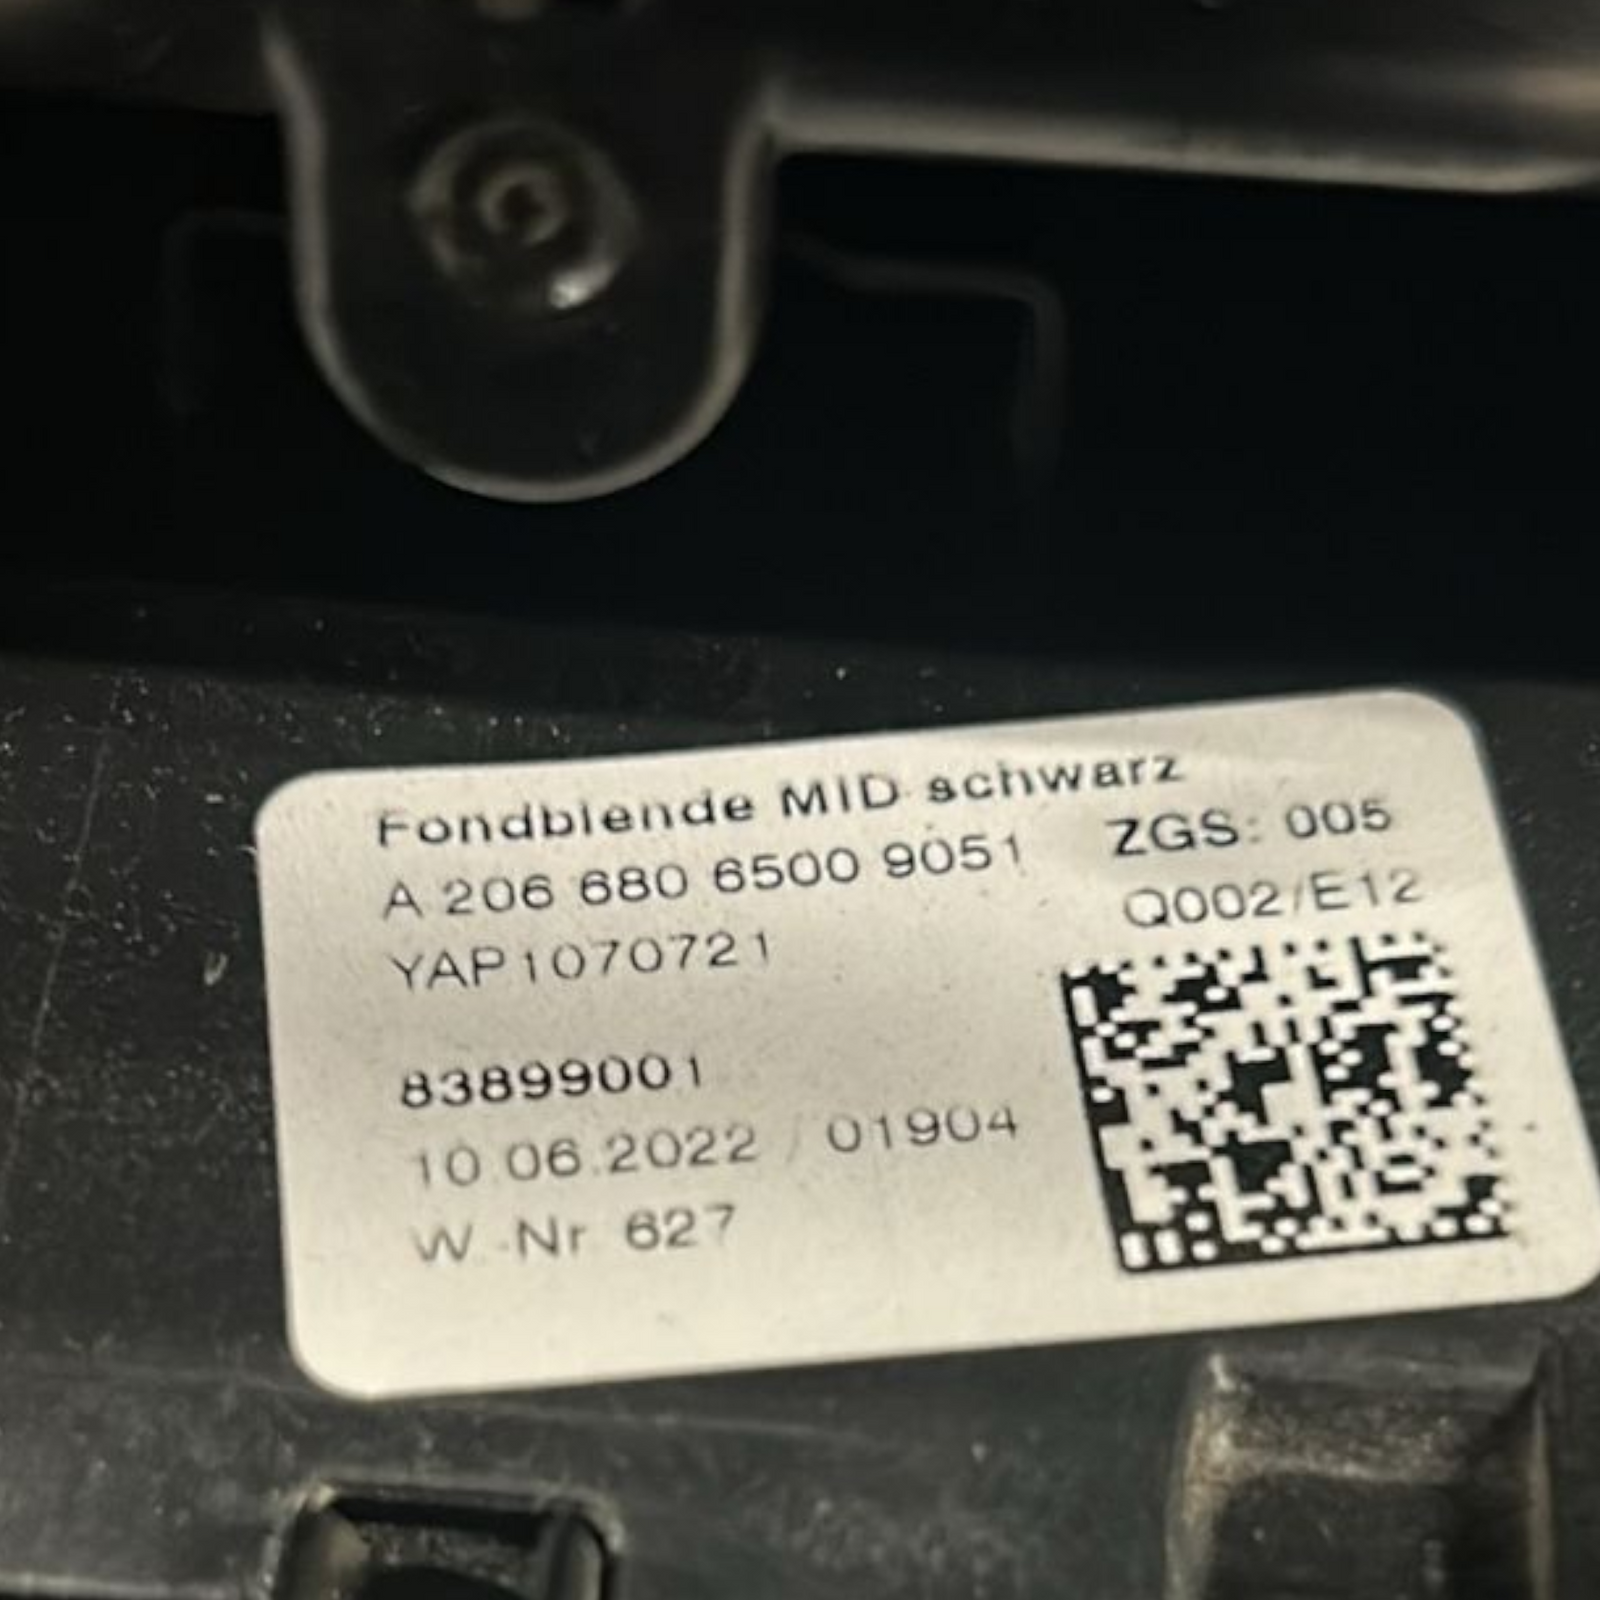 Fondblende MID schwarz
A 206 680 6500 9051 ZGS: 005
YAP1070721 Q002/E12
83899001
10.06.2022 / 01904
W.-Nr 627